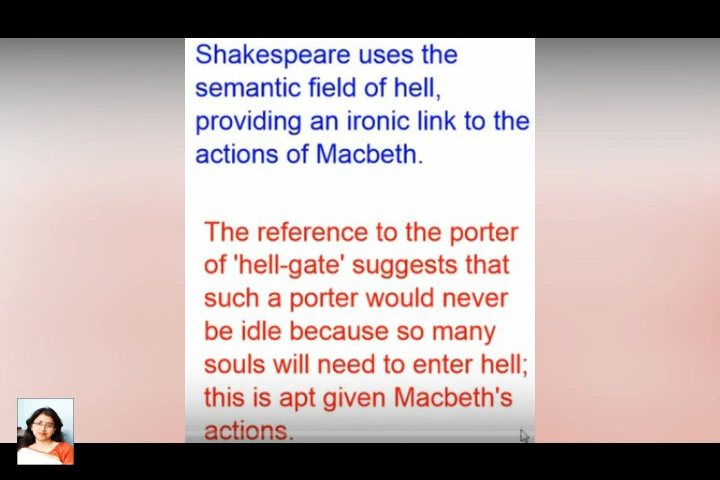 Shakespeare uses the
semantic field of hell,
providing an ironic link to the
actions of Macbeth.
The reference to the porter
of 'hell-gate' suggests that
such a porter would never
be idle because so many
souls will need to enter hell;
this is apt given Macbeth's
actions.